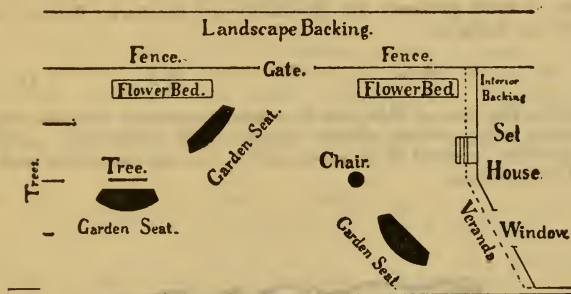 Landscape Backing.
Fence. Fence.
Gate.
Flower Bed. Flower Bed
Interior
Backing
Garden Seat.
Set
House.
Trees.
Tree.
Chair.
Garden Seat.
Garden Seat.
Veranda
Window